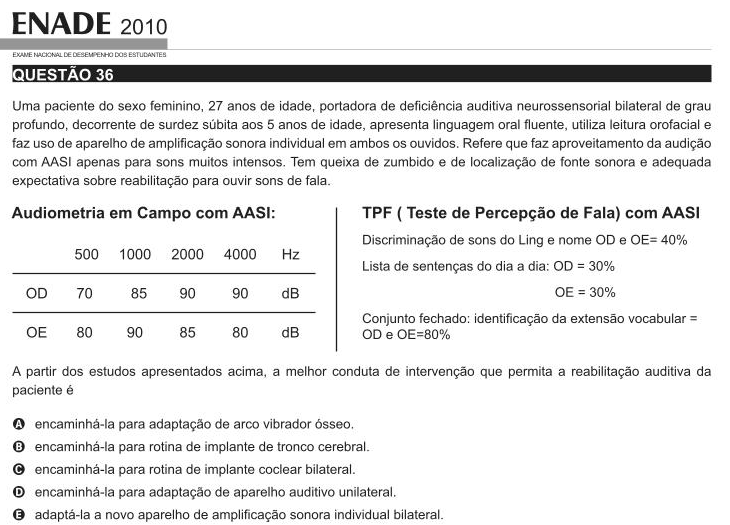 ENADE 2010
EXAME NACIONAL DE DESEMPENHO DOS ESTUDANTES
QUESTÃO 36
Uma paciente do sexo feminino, 27 anos de idade, portadora de deficiência auditiva neurossensorial bilateral de grau
profundo, decorrente de surdez súbita aos 5 anos de idade, apresenta linguagem oral fluente, utiliza leitura orofacial e
faz uso de aparelho de amplificação sonora individual em ambos os ouvidos. Refere que faz aproveitamento da audição
com AASI apenas para sons muitos intensos. Tem queixa de zumbido e de localização de fonte sonora e adequada
expectativa sobre reabilitação para ouvir sons de fala.
Audiometria em Campo com AASI:
500 1000 2000 4000 Hz
OD 70 85 90 90 dB
OE 80 90 85 80 dB
TPF ( Teste de Percepção de Fala) com AASI
Discriminação de sons do Ling e nome OD e OE= 40%
Lista de sentenças do dia a dia: OD = 30%
OE = 30%
Conjunto fechado: identificação da extensão vocabular =
OD e OE=80%
A partir dos estudos apresentados acima, a melhor conduta de intervenção que permita a reabilitação auditiva da
paciente é
A encaminhá-la para adaptação de arco vibrador ósseo.
B encaminhá-la para rotina de implante de tronco cerebral.
C encaminhá-la para rotina de implante coclear bilateral.
D encaminhá-la para adaptação de aparelho auditivo unilateral.
E adaptá-la a novo aparelho de amplificação sonora individual bilateral.